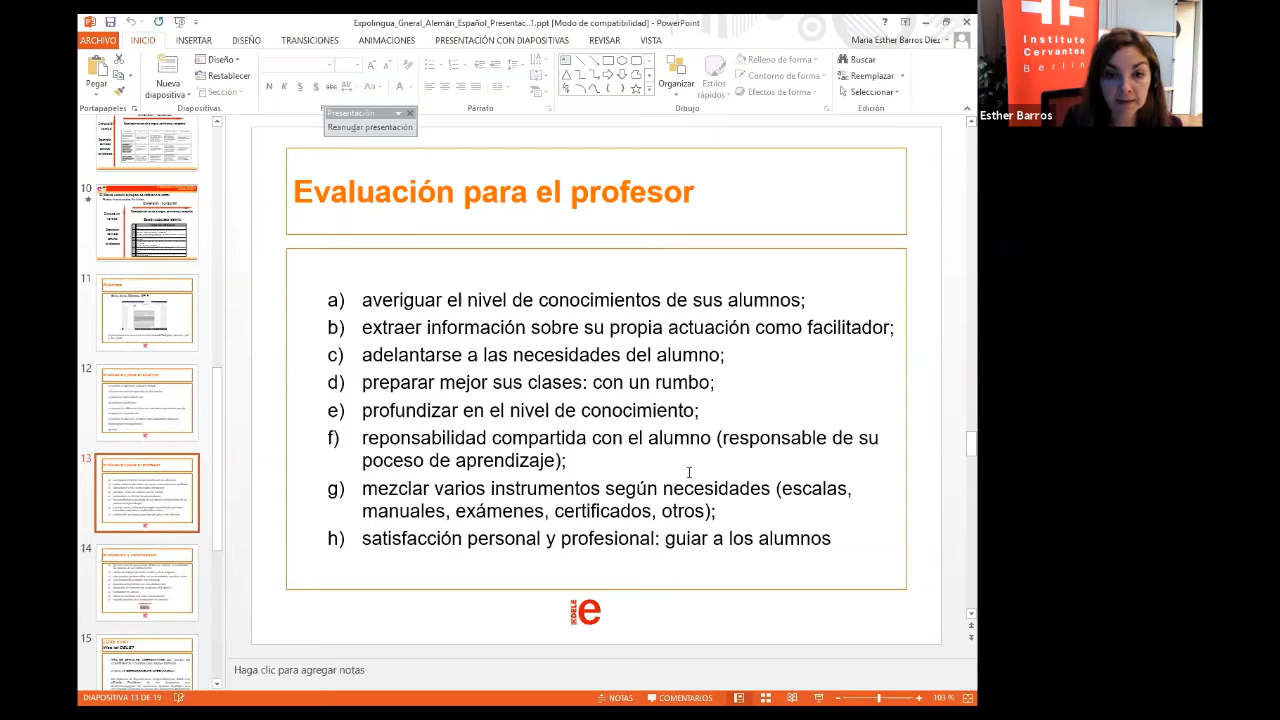 Expolingua_Gneral_Alemán_Español_Presentac...1).ppt [Modo de compatibilidad] - PowerPoint
ARCHIVO INICIO INSERTAR DISEÑO TRANSICIONES ANIMACIONES PRESENTACIÓN CON DIAPOSITIVAS REVISAR VISTA
Maria Esther Barros Diez
Pegar
Nueva diapositiva
Diseño
Restablecer
Sección
Organizar
Estilos rápidos
Relleno de forma
Contorno de forma
Efectos de forma
Buscar
Reemplazar
Seleccionar
Portapapeles
Diapositivas
Párrafo
Dibujo
Edición
Presentación
Reanugar presentación
Evaluación para el profesor
a) averiguar el nivel de conocimientos de sus alumnos;
b) extraer información sobre su propia actuación como facilitador;
c) adelantarse a las necesidades del alumno;
d) preparar mejor sus clases: con un rumbo;
e) profundizar en el nivel de conocimiento;
f) reponsabilidad compartida con el alumno (responsable de su
poceso de aprendizaje);
g) mezclar varios instrumentos según necesidades (escalas,
manuales, exámenes, certificados, otros);
h) satisfacción personal y profesional: guiar a los alumnos
DELE
e
10
11
12
13
14
15
Haga clic para agregar notas
DIAPOSITIVA 13 DE 19
NOTAS
COMENTARIOS
103 %
Instituto
Cervantes
Berlín
Esther Barros